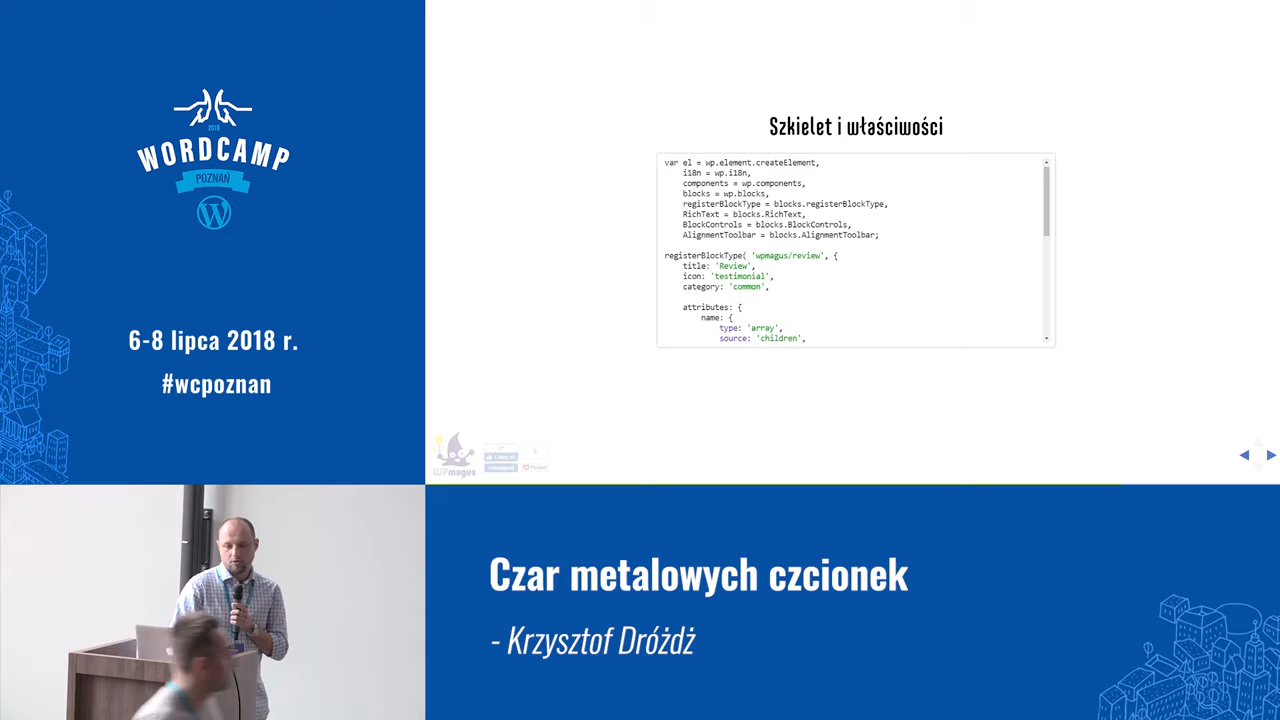 2018
WORDCAMP
POZNAŃ
6-8 lipca 2018 r.
#wcpoznan
Szkielet i właściwości
var el = wp.element.createElement,
i18n = wp.i18n,
components = wp.components,
blocks = wp.blocks,
registerBlockType = blocks.registerBlockType,
RichText = blocks.RichText,
BlockControls = blocks.BlockControls,
AlignmentToolbar = blocks.AlignmentToolbar;
registerBlockType( 'wpmagus/review', {
title: 'Review',
icon: 'testimonial',
category: 'common',
attributes: {
name: {
type: 'array',
source: 'children',
WPmagus
Czar metalowych czcionek
- Krzysztof Dróżdż